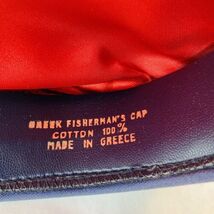 GREEK FISHERMAN'S CAP
COTTON 100%
MADE IN GREECE